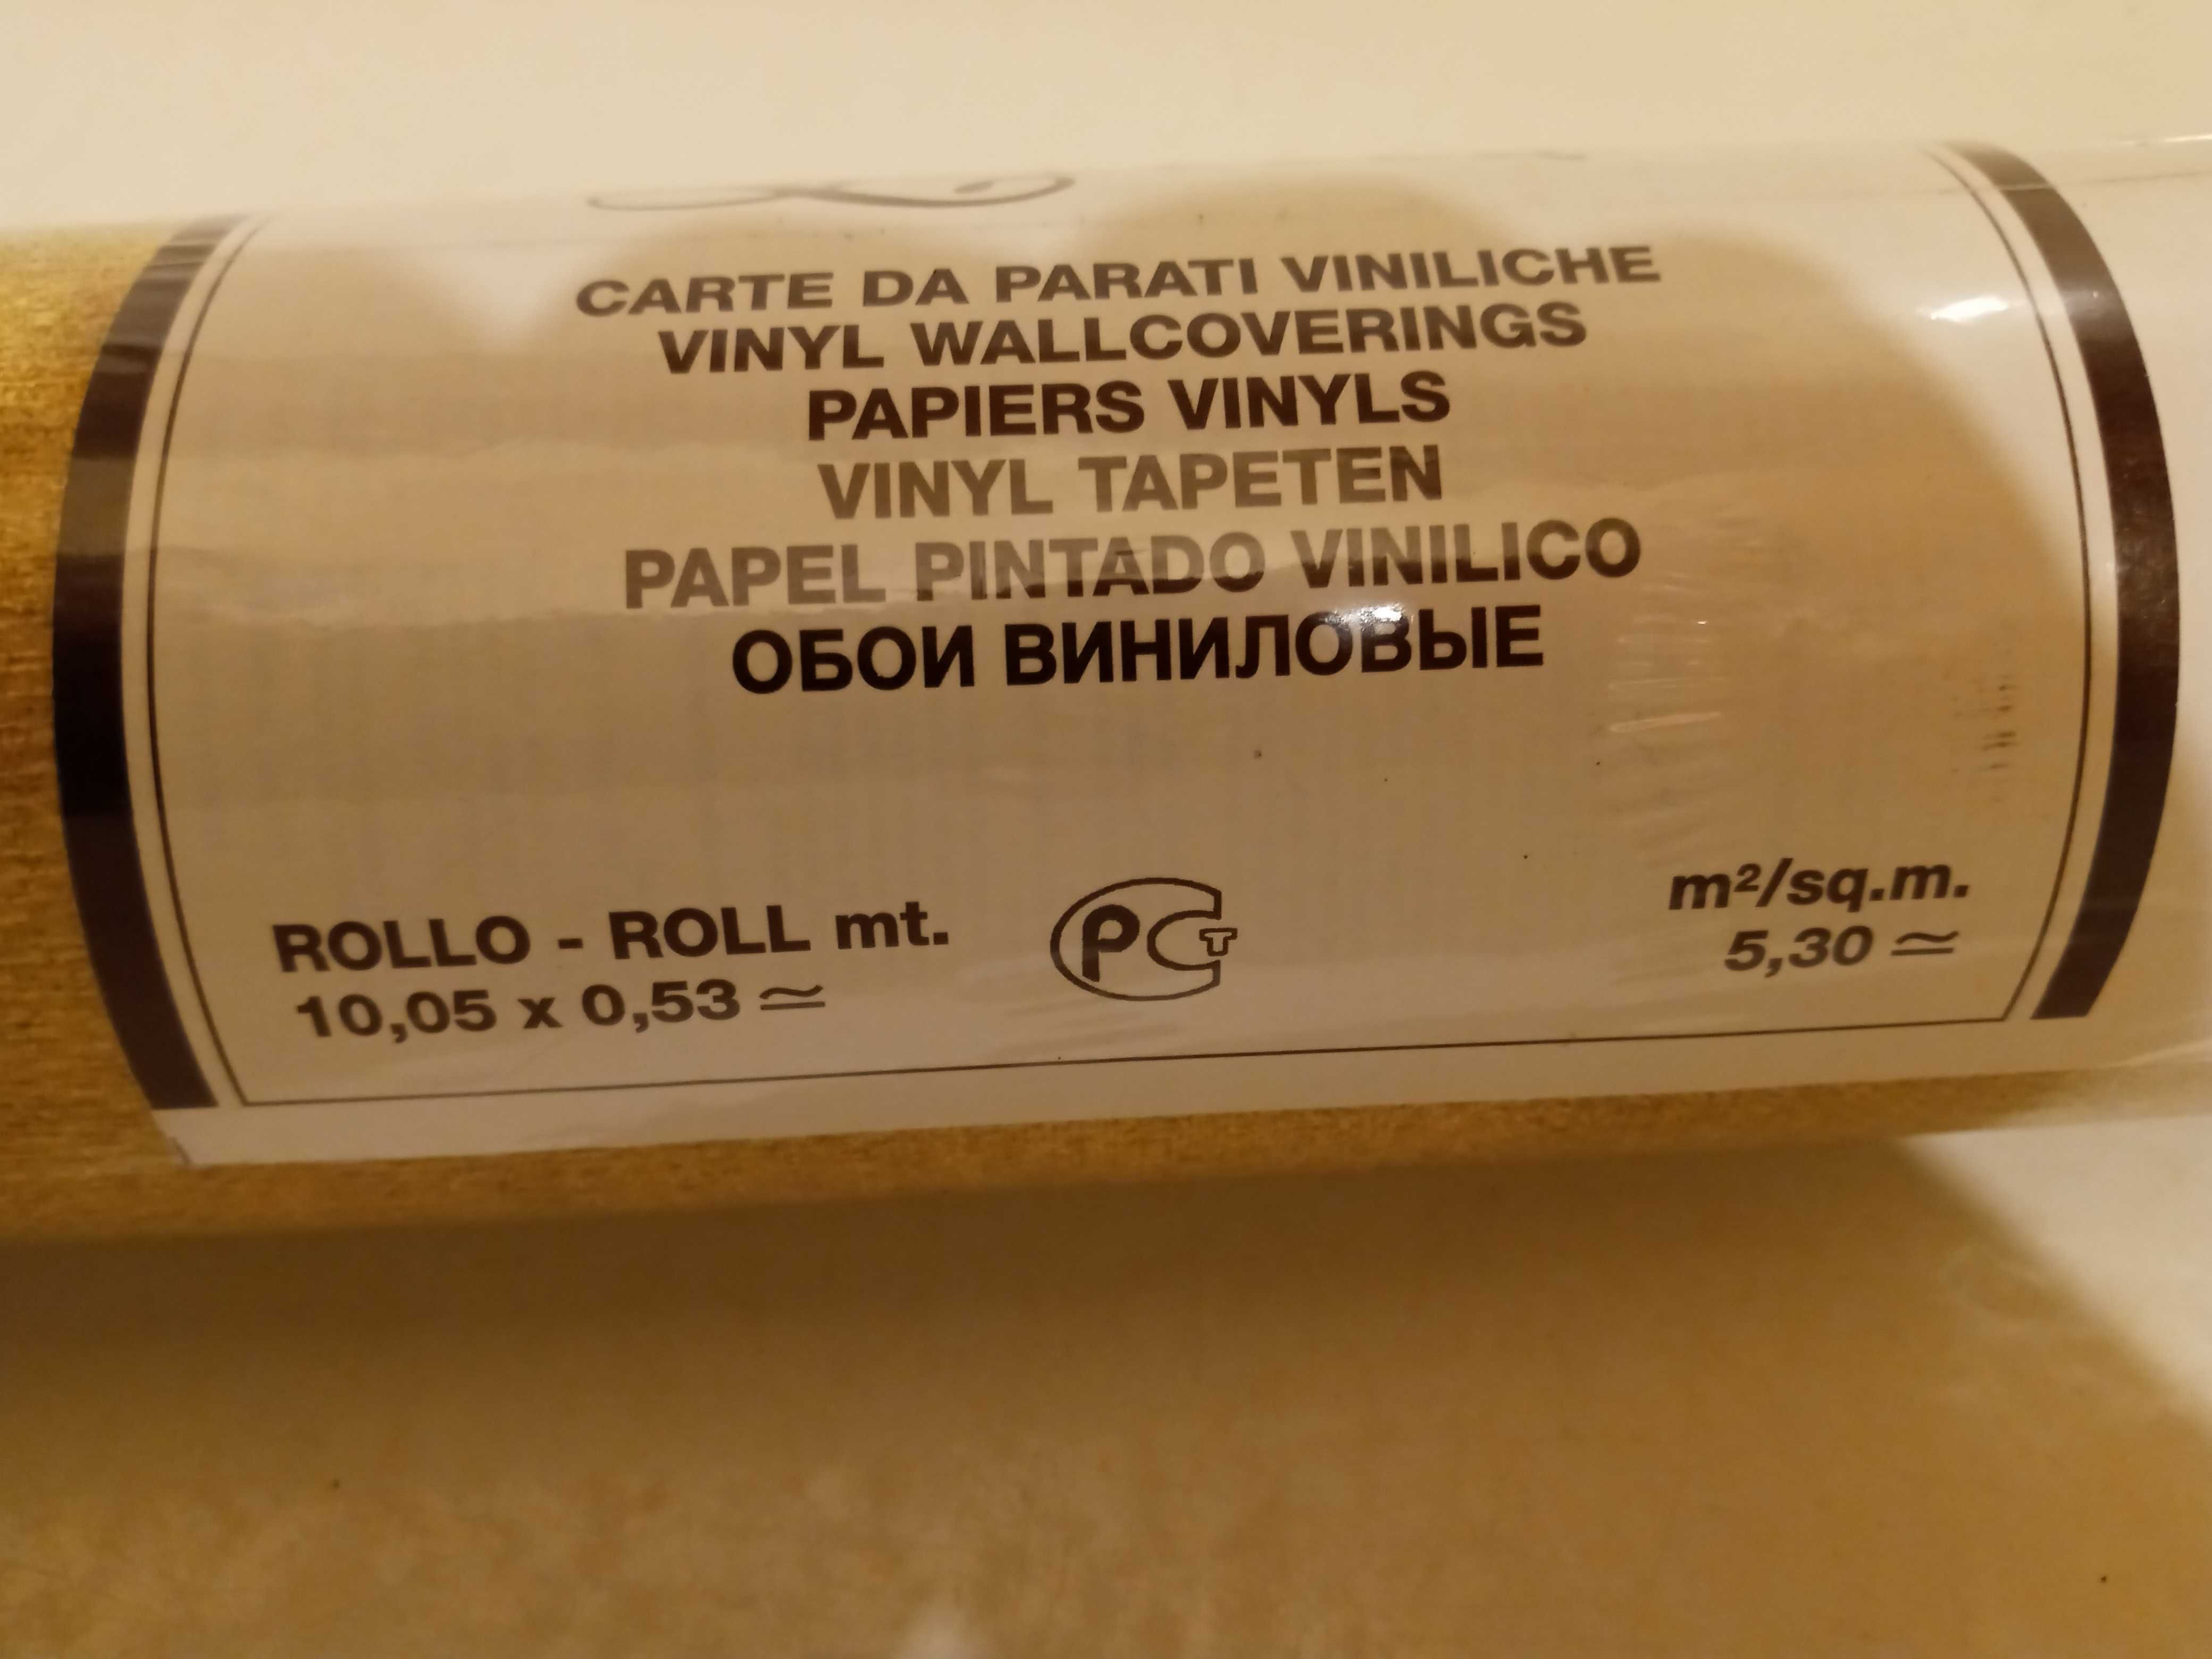 CARTE DA PARATI VINILICHE
VINYL WALLCOVERINGS
PAPIERS VINYLS
VINYL TAPETEN
PAPEL PINTADO VINILICO
ОБОИ ВИНИЛОВЫЕ
ROLLO - ROLL mt.
10,05 x 0,53 ≃
РСТ
m²/sq.m.
5,30 ≃